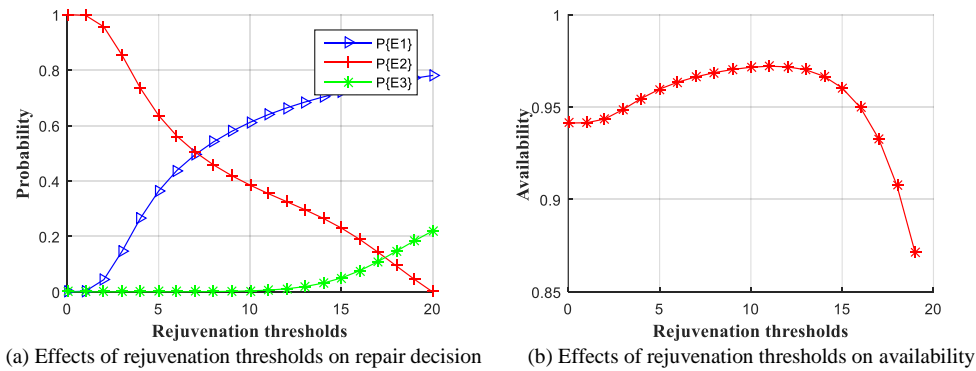 1
0.8
0.6
0.4
0.2
0
Probability
P{E1}
P{E2}
P{E3}
0 5 10 15 20
Rejuvenation thresholds
(a) Effects of rejuvenation thresholds on repair decision
1
0.95
0.9
0.85
Availability
0 5 10 15 20
Rejuvenation thresholds
(b) Effects of rejuvenation thresholds on availability